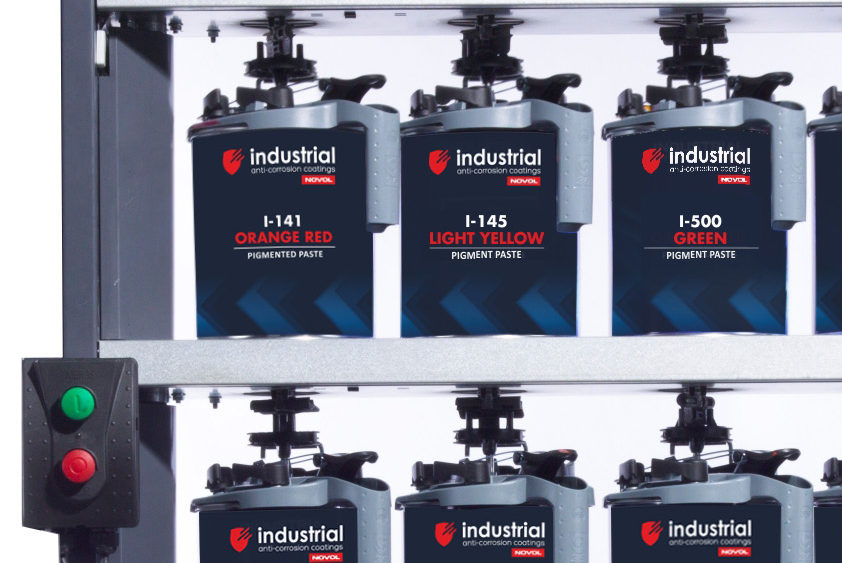 industrial
anti-corrosion coatings
NOVOL
I-141
ORANGE RED
PIGMENTED PASTE
industrial
anti-corrosion coatings
NOVOL
I-145
LIGHT YELLOW
PIGMENT PASTE
industrial
anti-corrosion coatings
NOVOL
I-500
GREEN
PIGMENT PASTE
industrial
anti-corrosion coatings
NOVOL
industrial
anti-corrosion coatings
NOVOL
industrial
anti-corrosion coatings
NOVOL